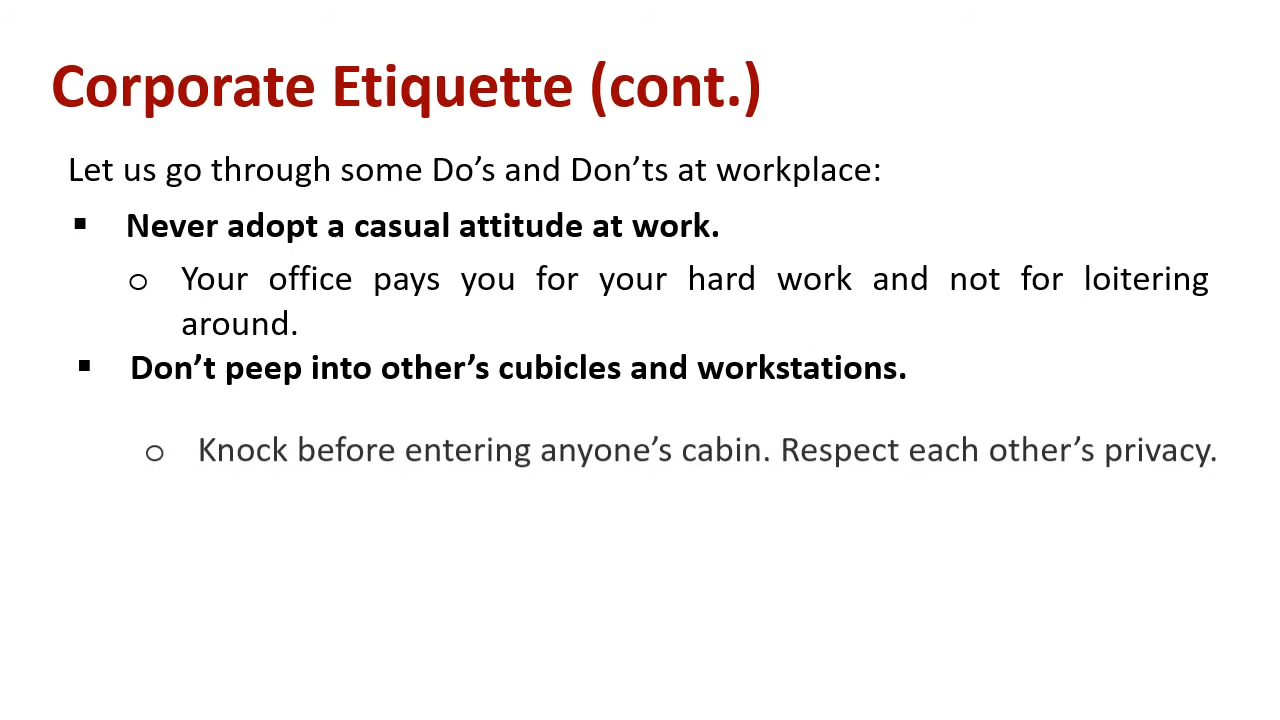 Corporate Etiquette (cont.)
Let us go through some Do’s and Don’ts at workplace:
▪ Never adopt a casual attitude at work.
o Your office pays you for your hard work and not for loitering
around.
▪ Don’t peep into other’s cubicles and workstations.
o Knock before entering anyone’s cabin. Respect each other’s privacy.